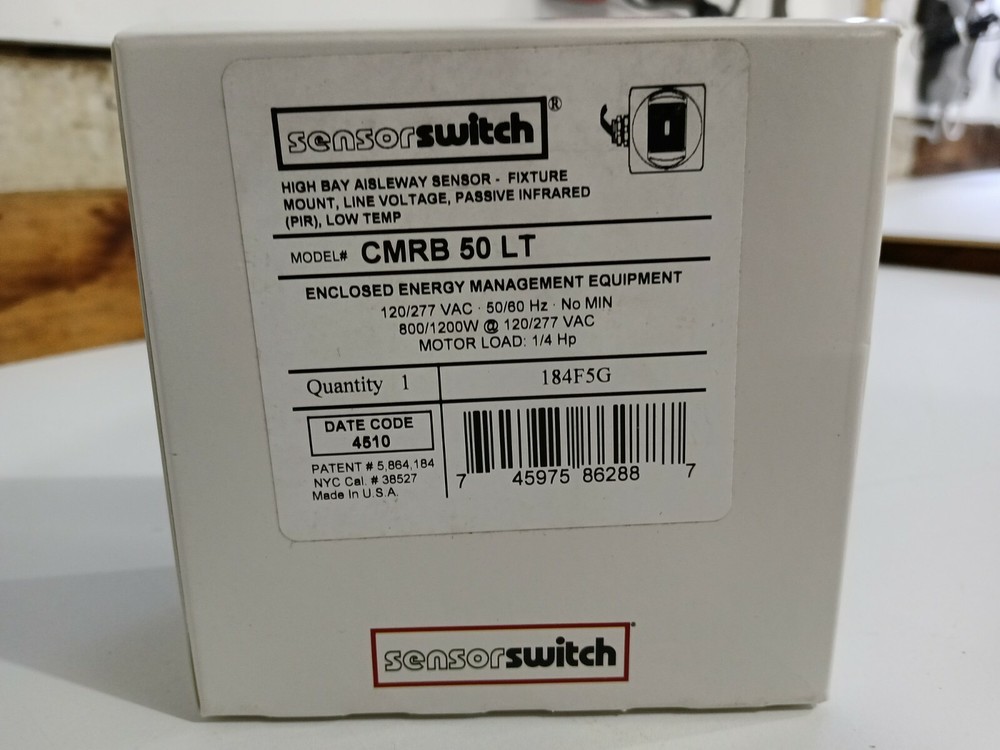 sensorswitch®
HIGH BAY AISLEWAY SENSOR - FIXTURE
MOUNT, LINE VOLTAGE, PASSIVE INFRARED
(PIR), LOW TEMP
MODEL# CMRB 50 LT
ENCLOSED ENERGY MANAGEMENT EQUIPMENT
120/277 VAC · 50/60 Hz · No MIN
800/1200W @ 120/277 VAC
MOTOR LOAD: 1/4 Hp
Quantity 1
184F5G
DATE CODE
4510
PATENT # 5,864,184
NYC Cal. # 38527
Made In U.S.A.
7 45975 86288 7
sensorswitch